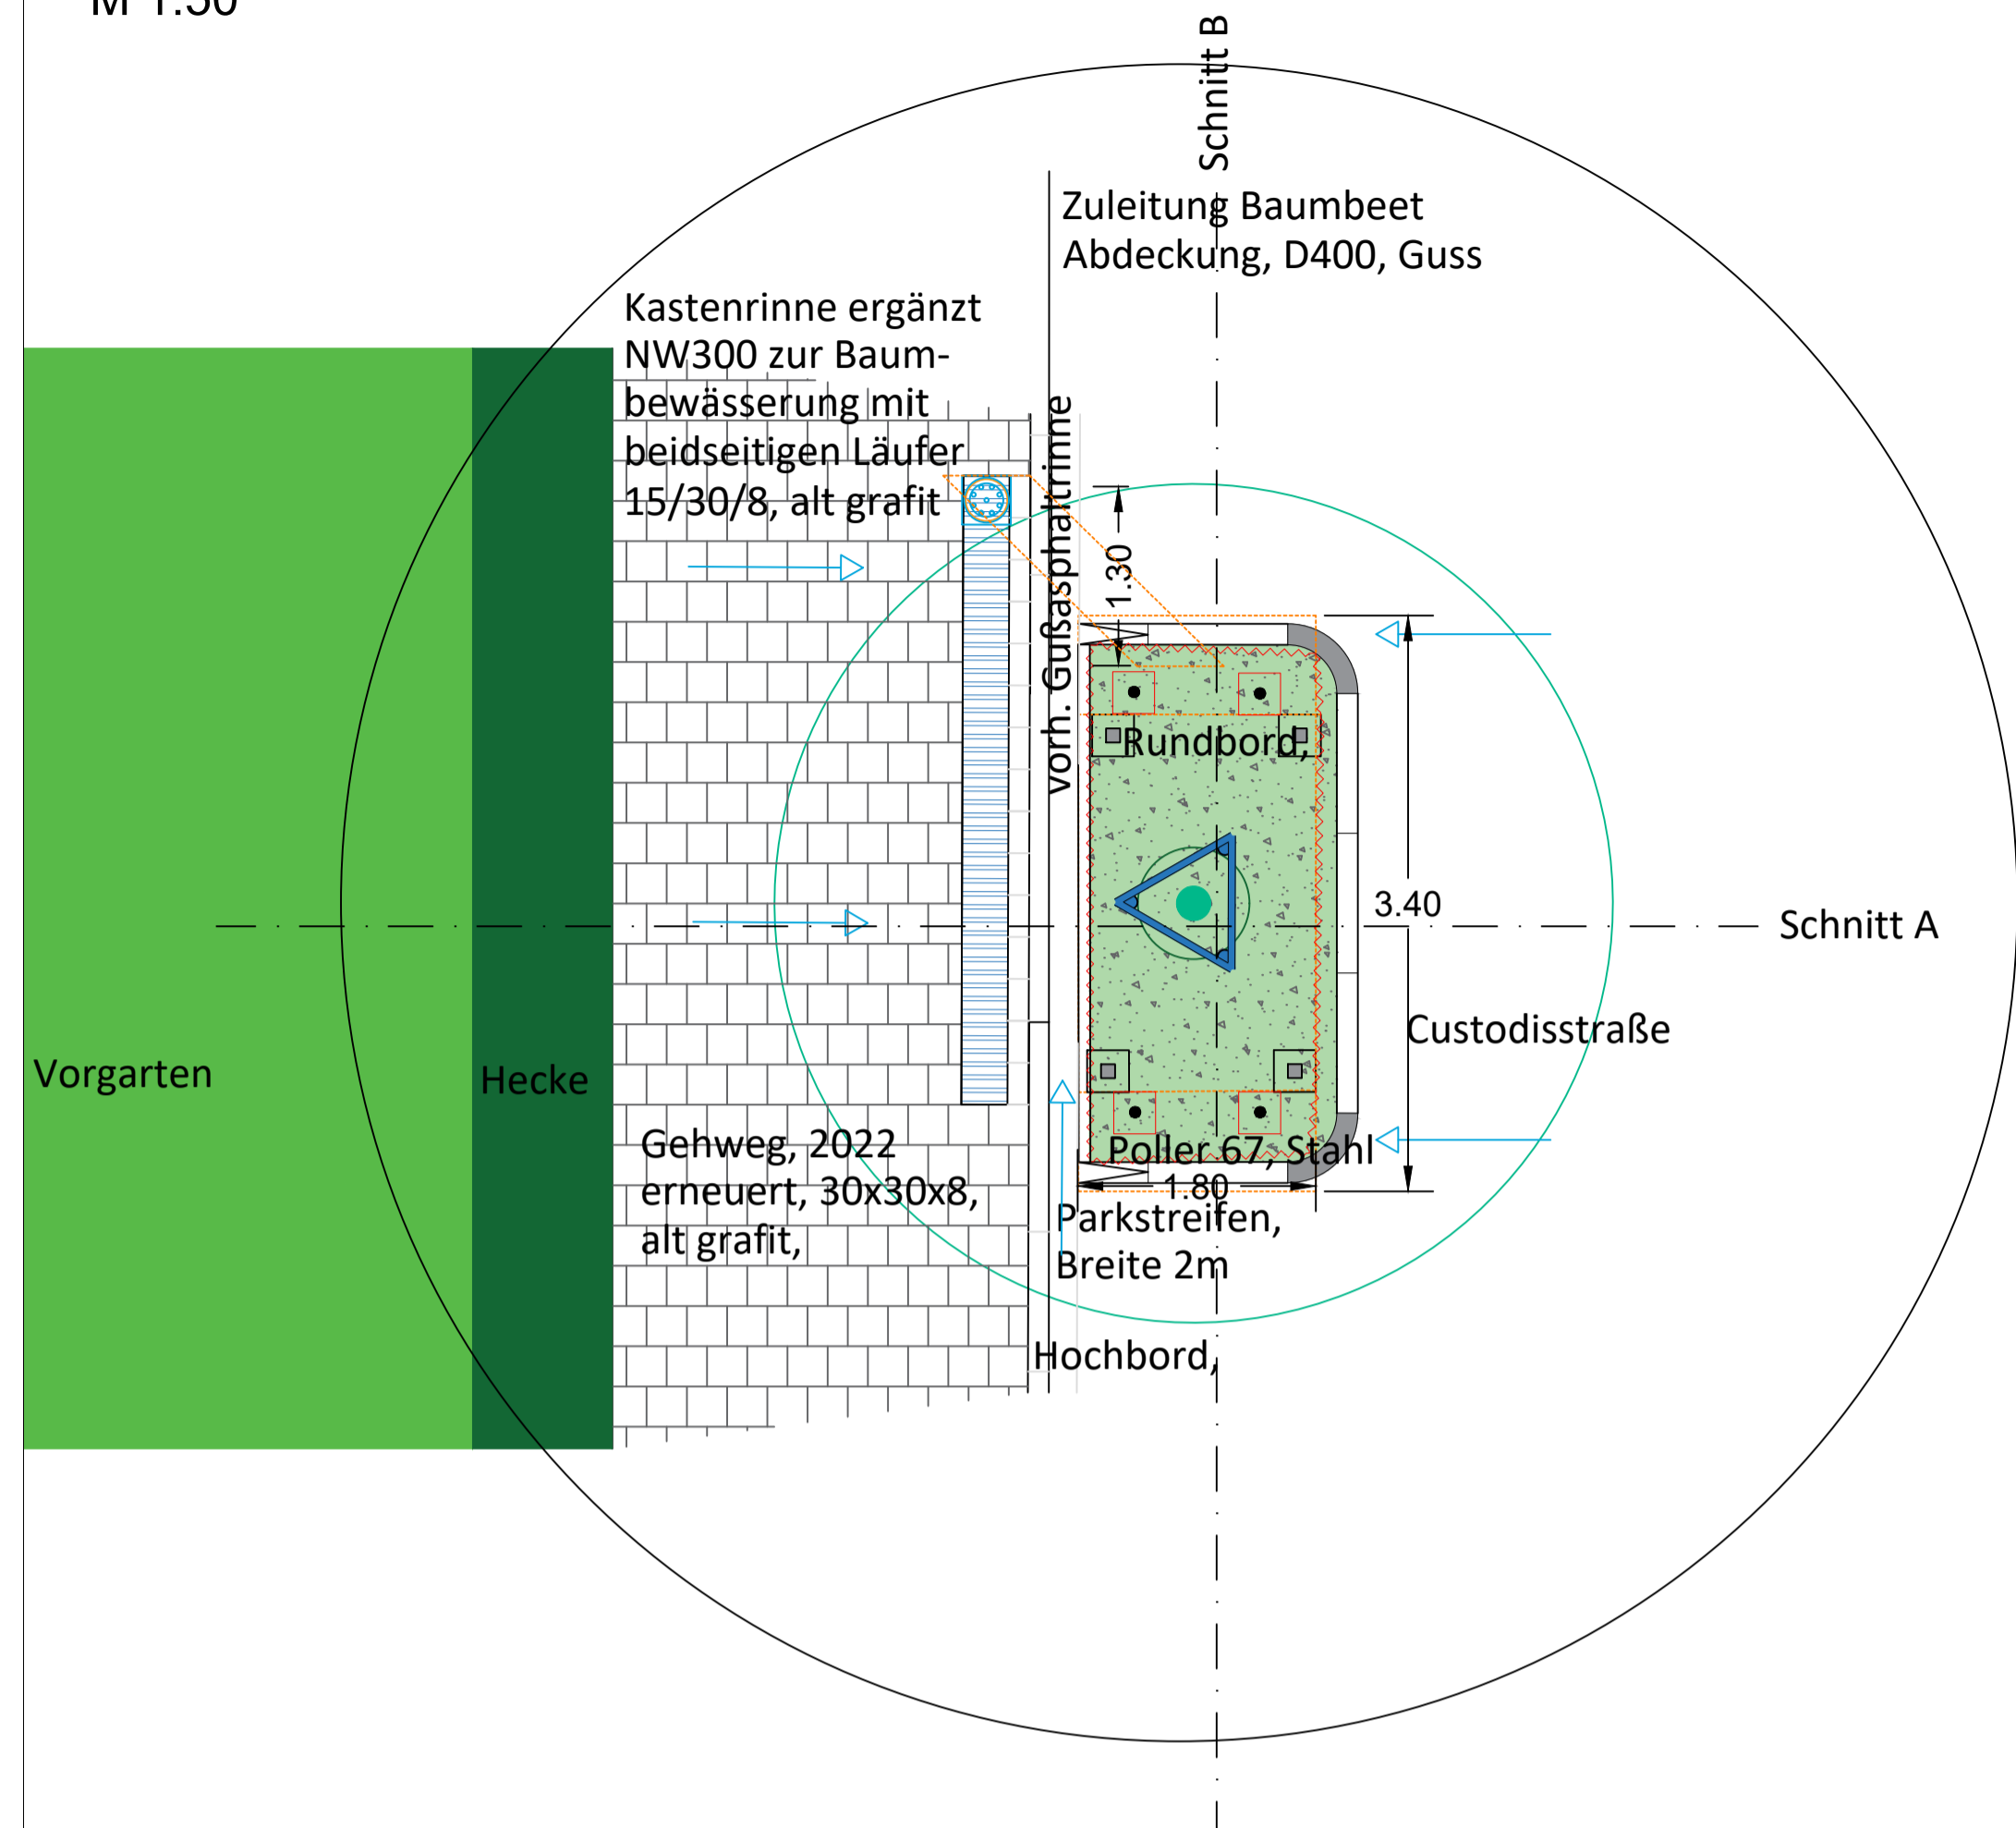 M 1:50
Schnitt B
Zuleitung Baumbeet
Abdeckung, D400, Guss
Kastenrinne ergänzt
NW300 zur Baum-
bewässerung mit
beidseitigen Läufer
15/30/8, alt grafit
vorh. Gußasphaltrinne
1.30
Rundbord,
3.40
Schnitt A
Custodisstraße
Vorgarten
Hecke
Gehweg, 2022
erneuert, 30x30x8,
alt grafit,
Poller 67, Stahl
1.80
Parkstreifen,
Breite 2m
Hochbord,